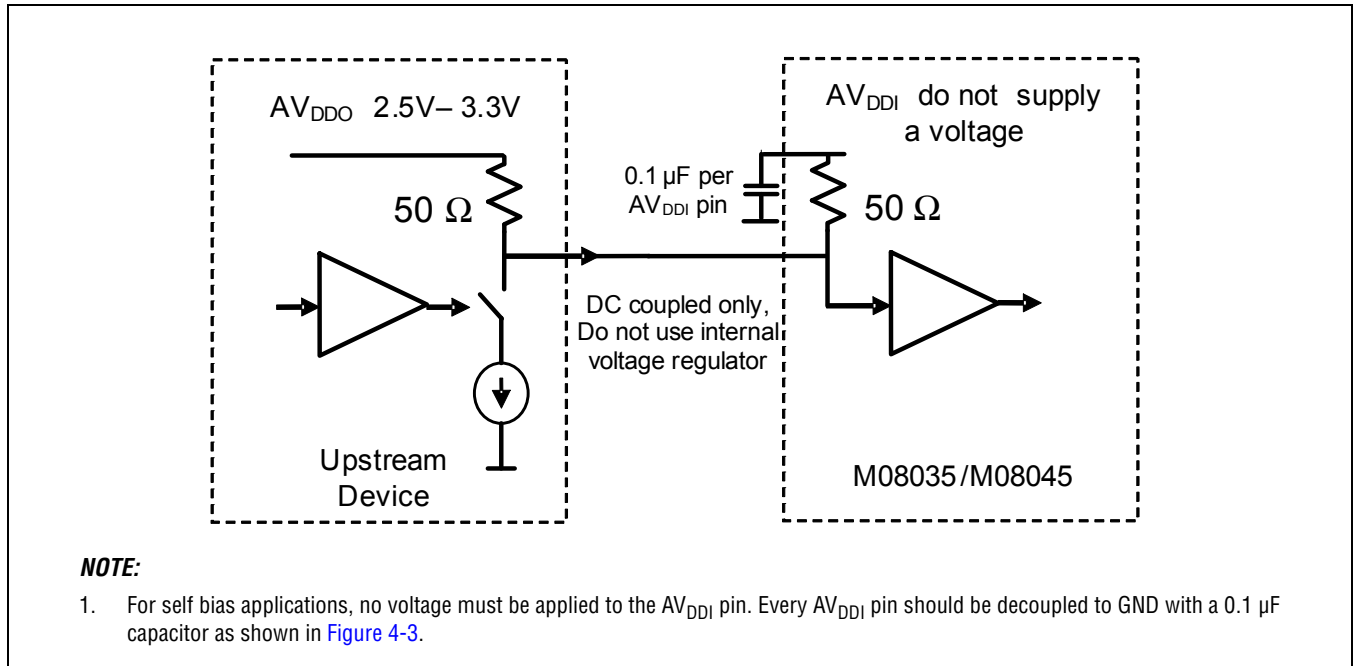 AVDDO 2.5V– 3.3V
50 Ω
Upstream
Device
0.1 µF per
AVDDI pin
DC coupled only,
Do not use internal
voltage regulator
AVDDI do not supply
a voltage
50 Ω
M08035/M08045
NOTE:
1. For self bias applications, no voltage must be applied to the AVDDI pin. Every AVDDI pin should be decoupled to GND with a 0.1 µF
capacitor as shown in Figure 4-3.